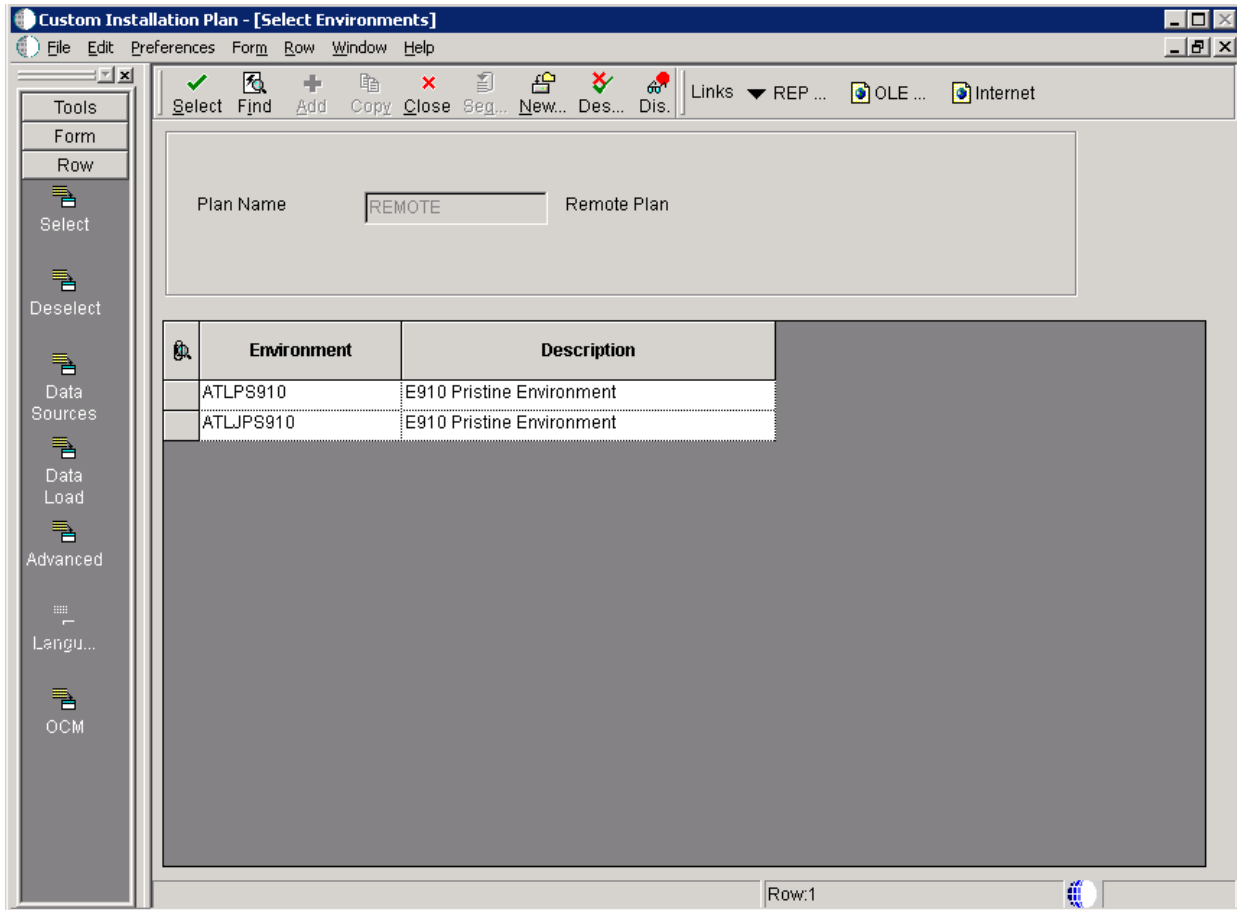 Custom Installation Plan - [Select Environments]
File Edit Preferences Form Row Window Help
Tools
Form
Row
Select
Deselect
Data
Sources
Data
Load
Advanced
Langu...
OCM
Select Find Add Copy Close Seq... New... Des... Dis. Links REP ... OLE ... Internet
Plan Name REMOTE Remote Plan
Environment Description
ATLPS910 E910 Pristine Environment
ATLJPS910 E910 Pristine Environment
Row:1